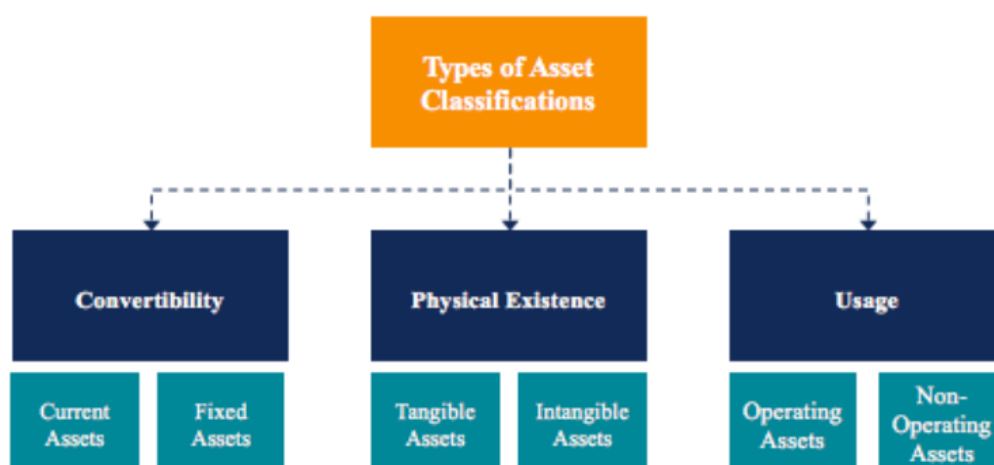 Types of Asset
Classifications
Convertibility
Physical Existence
Usage
Current
Assets
Fixed
Assets
Tangible
Assets
Intangible
Assets
Operating
Assets
Non-
Operating
Assets